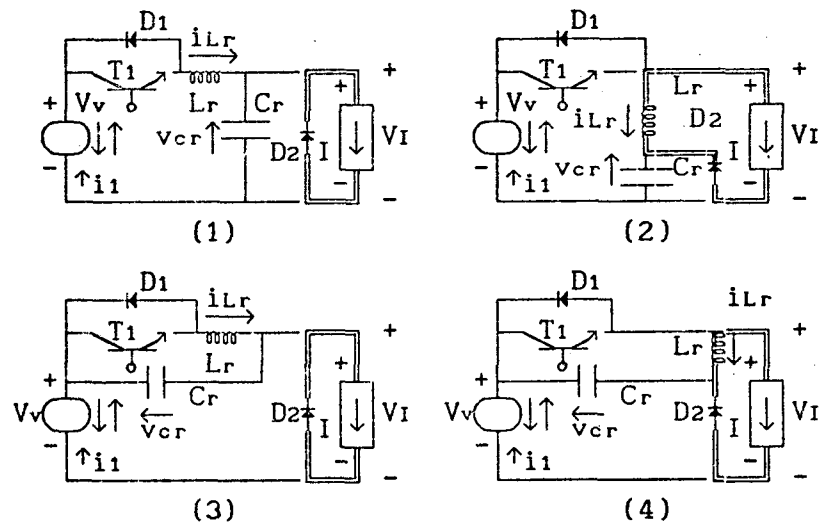 D1
iLr
T1
+
Vv
Lr
Cr
+
+
vcr
D2
I
VI
-
i1
-
-
(1)
D1
T1
Lr
+
+
+
Vv
iLr
D2
vcr
Cr
I
VI
-
i1
-
-
(2)
D1
iLr
T1
Lr
+
+
+
Cr
Vv
vcr
D2
I
VI
-
i1
-
-
(3)
D1
iLr
T1
Lr
+
+
+
Cr
Vv
vcr
D2
I
VI
-
i1
-
-
(4)